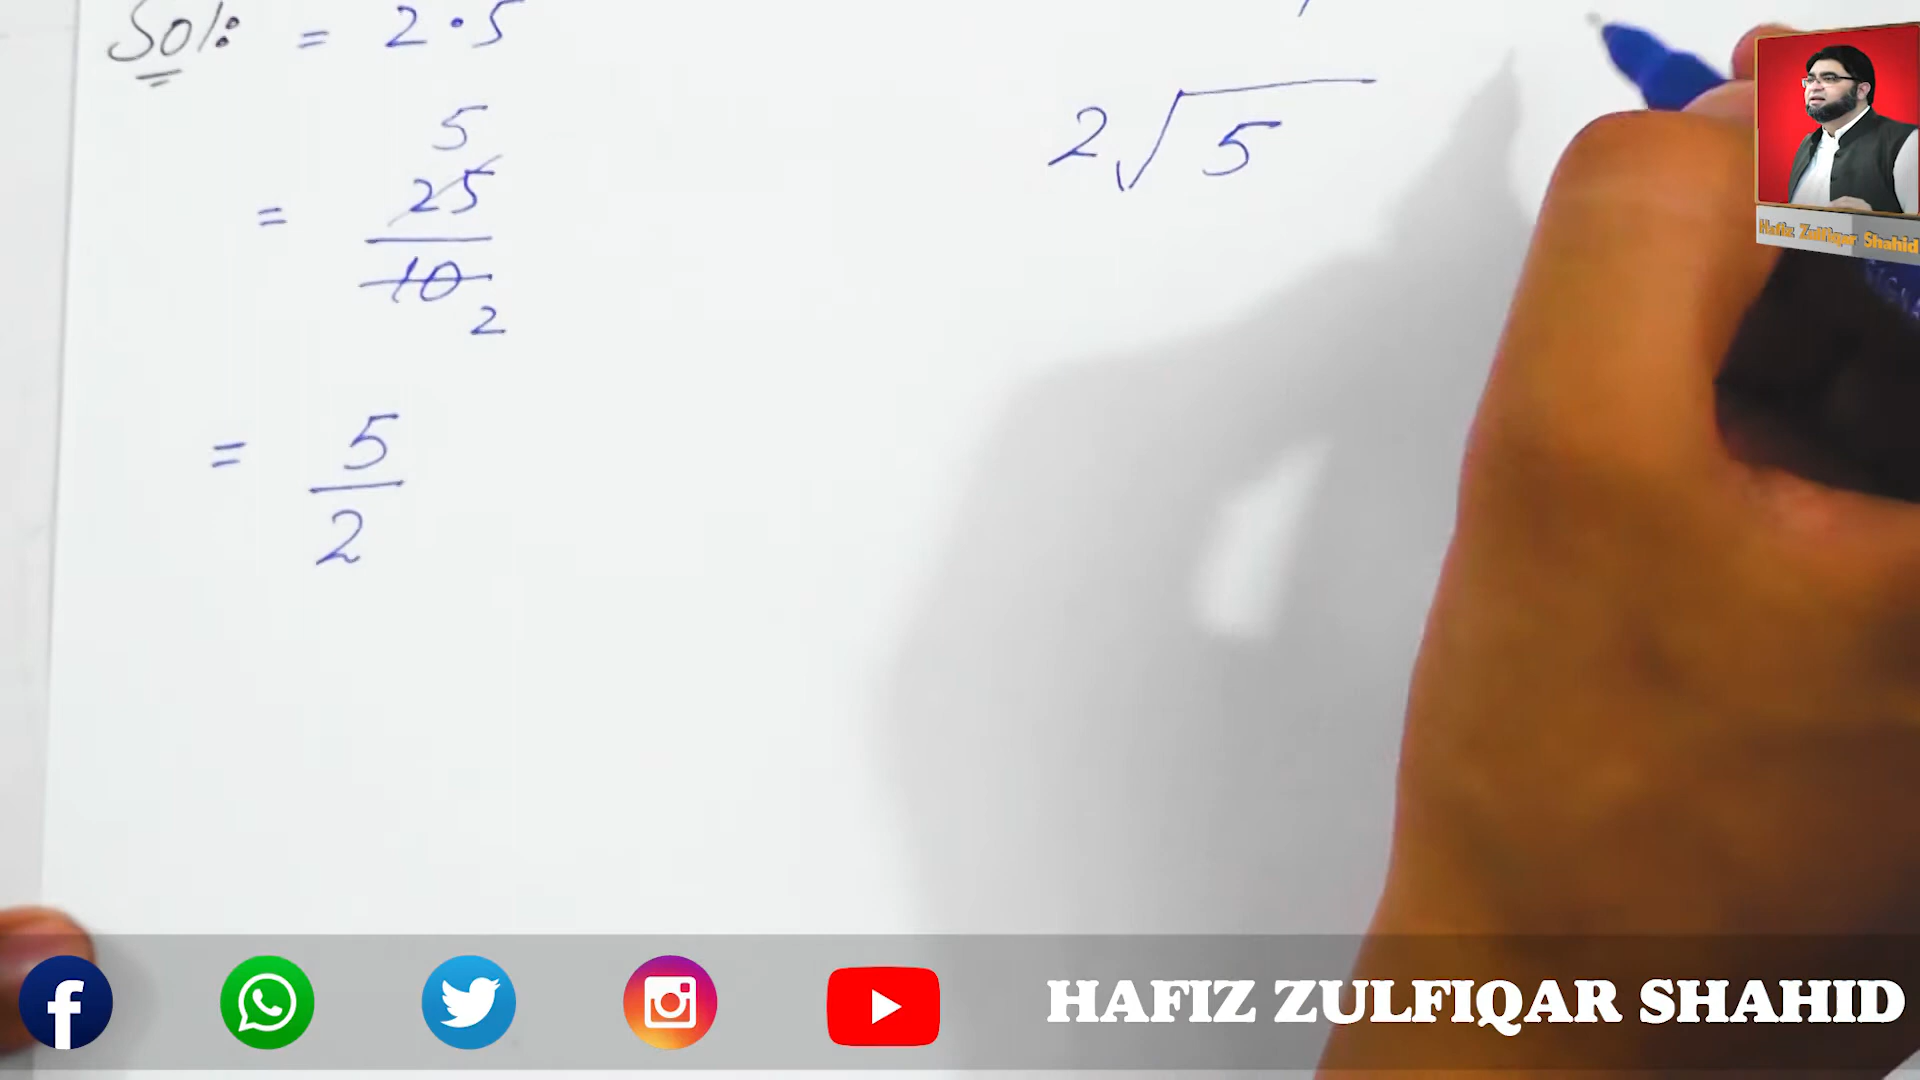 Sol: = 2.5
5
= 25
10
2
= 5
2
2√5
Hafiz Zulfiqar Shahid
HAFIZ ZULFIQAR SHAHID